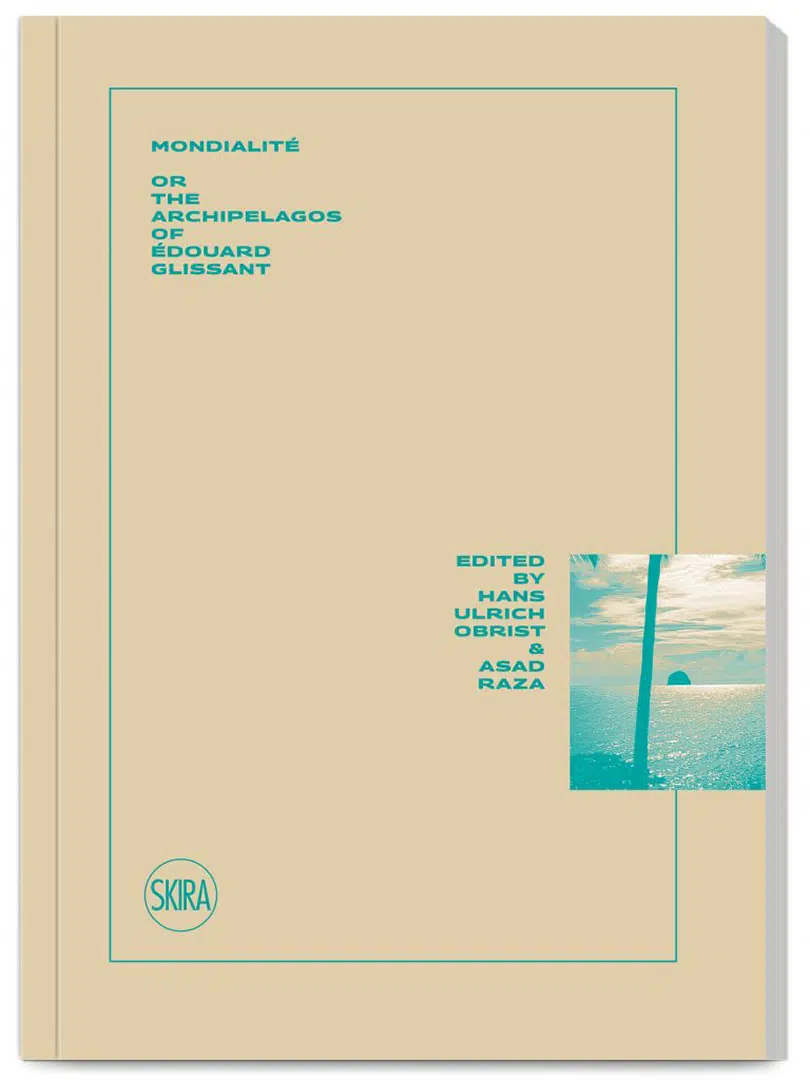 MONDIALITÉ
OR
THE
ARCHIPELAGOS
OF
ÉDOUARD
GLISSANT
EDITED
BY
HANS
ULRICH
OBRIST
&
ASAD
RAZA
SKIRA